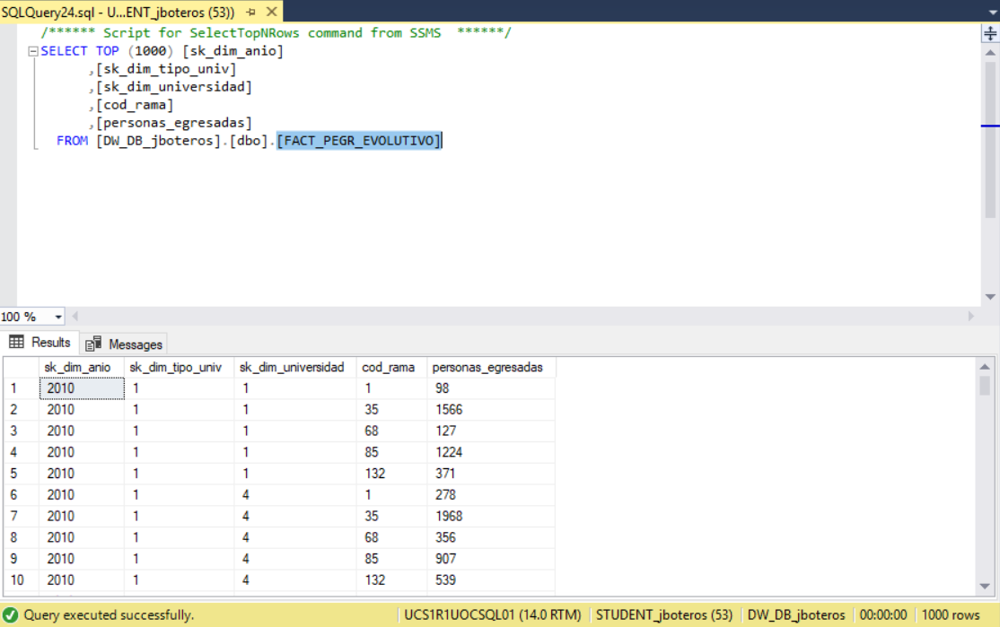 SQLQuery24.sql - U...ENT_jboteros (53))
/****** Script for SelectTopNRows command from SSMS  ******/
SELECT TOP (1000) [sk_dim_anio]
,[sk_dim_tipo_univ]
,[sk_dim_universidad]
,[cod_rama]
,[personas_egresadas]
FROM [DW_DB_jboteros].[dbo].[FACT_PEGR_EVOLUTIVO]
100 %
Results Messages
sk_dim_anio sk_dim_tipo_univ sk_dim_universidad cod_rama personas_egresadas
1 2010 1 1 1 98
2 2010 1 1 35 1566
3 2010 1 1 68 127
4 2010 1 1 85 1224
5 2010 1 1 132 371
6 2010 1 4 1 278
7 2010 1 4 35 1968
8 2010 1 4 68 356
9 2010 1 4 85 907
10 2010 1 4 132 539
Query executed successfully. UCS1R1UOCSQL01 (14.0 RTM) STUDENT_jboteros (53) DW_DB_jboteros 00:00:00 1000 rows